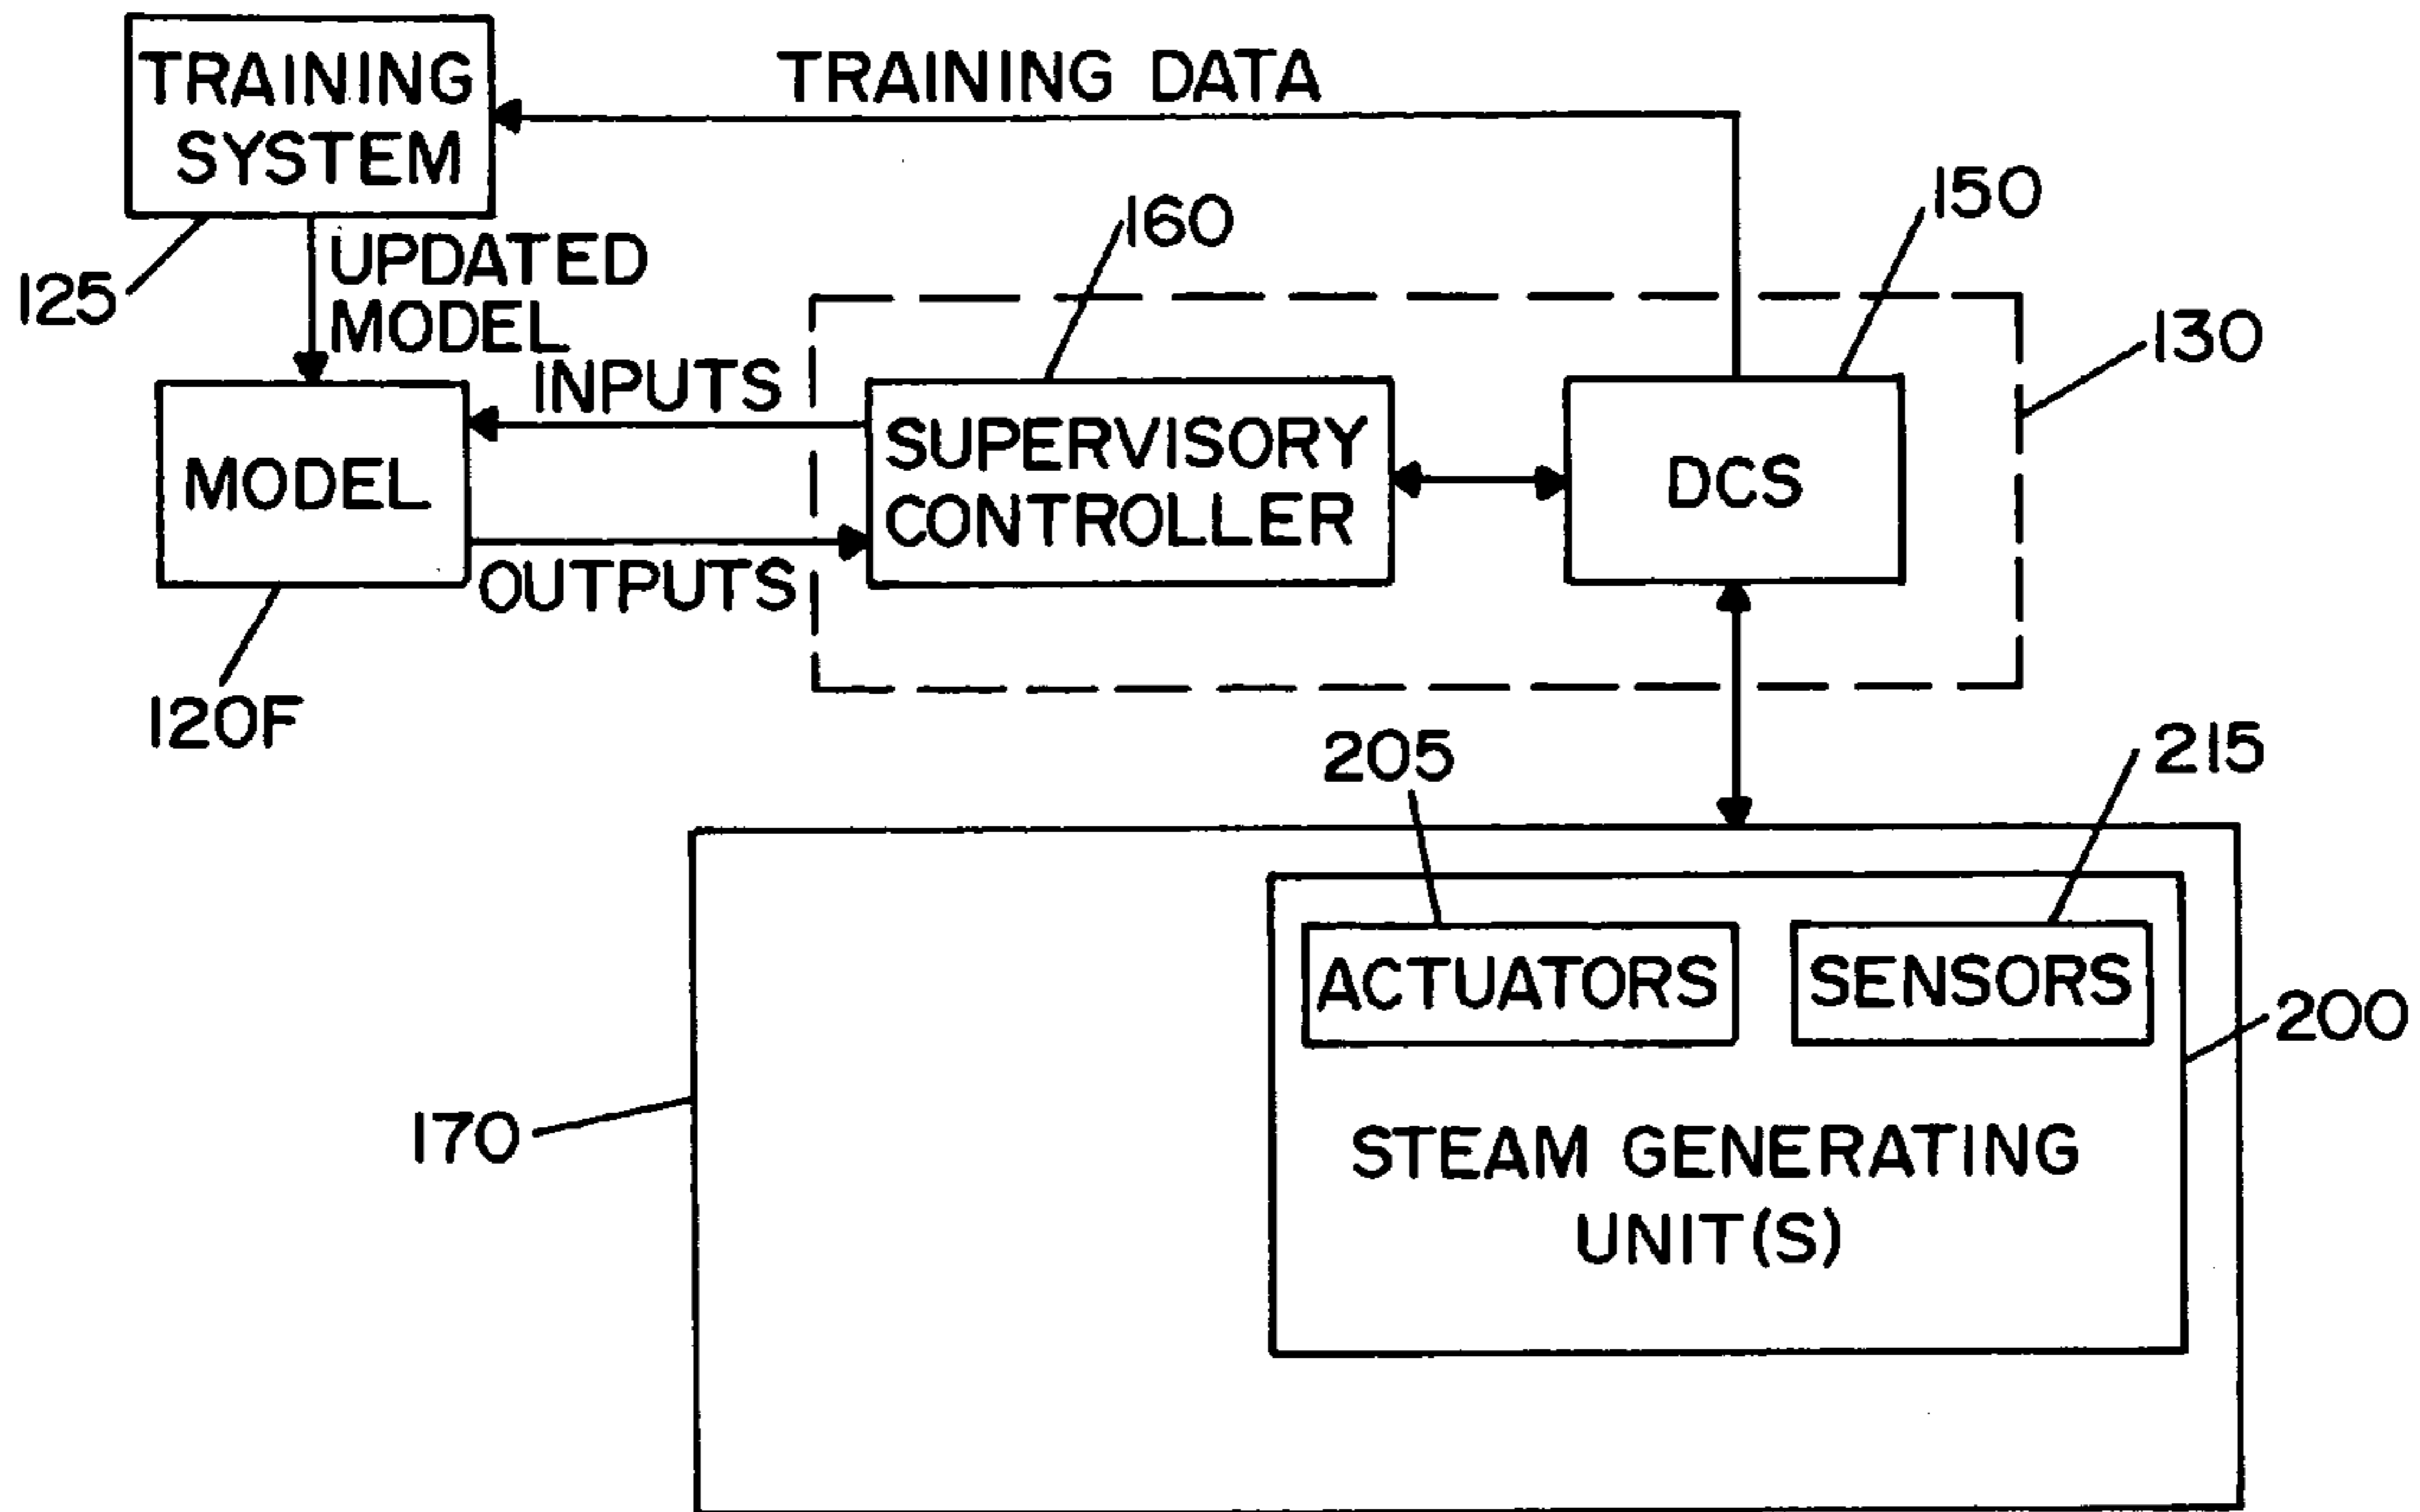 TRAINING
SYSTEM
TRAINING DATA
150
160
125
UPDATED
MODEL
130
INPUTS
MODEL
SUPERVISORY
CONTROLLER
DCS
OUTPUTS
120F
205
215
ACTUATORS
SENSORS
200
170
STEAM GENERATING
UNIT(S)